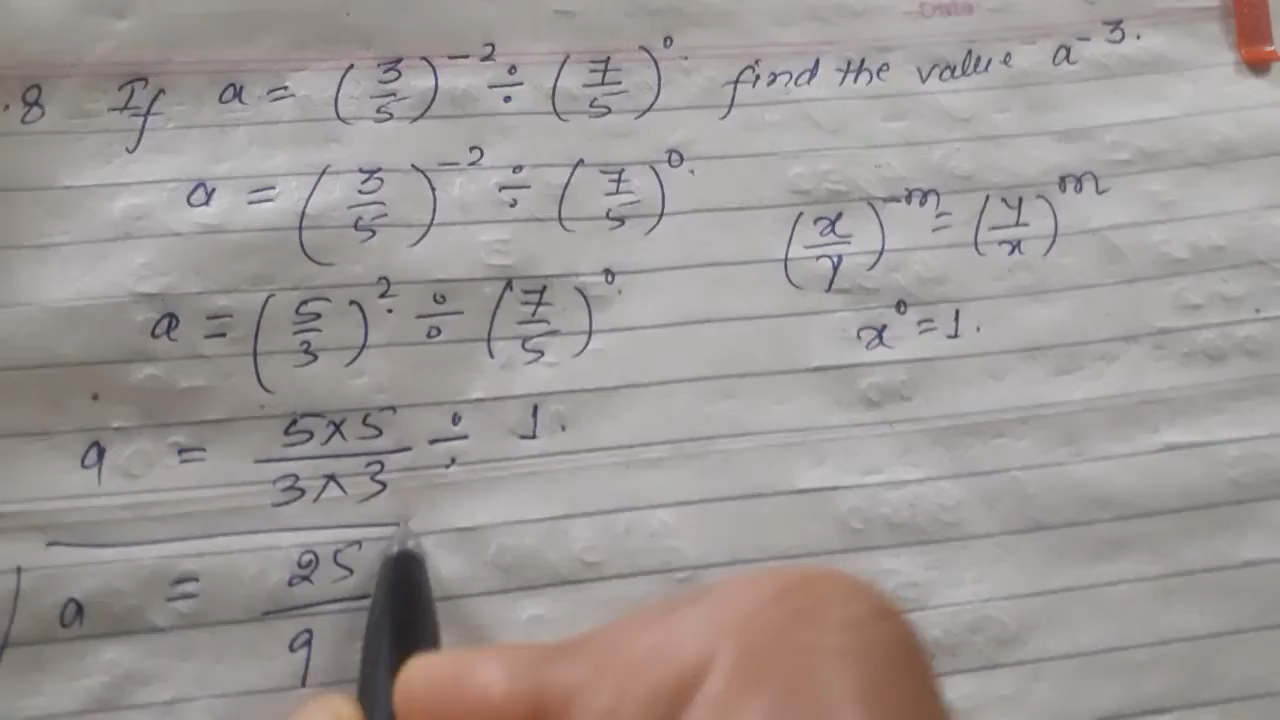 Data
.8 If a = (3/5)^-2 ÷ (7/5)^0. find the value a^-3.
a = (3/5)^-2 ÷ (7/5)^0.
(x/y)^-m = (y/x)^m
a = (5/3)^2. ÷ (7/5)^0.
x^0 = 1.
a = 5×5/3×3 ÷ 1.
a = 25/9